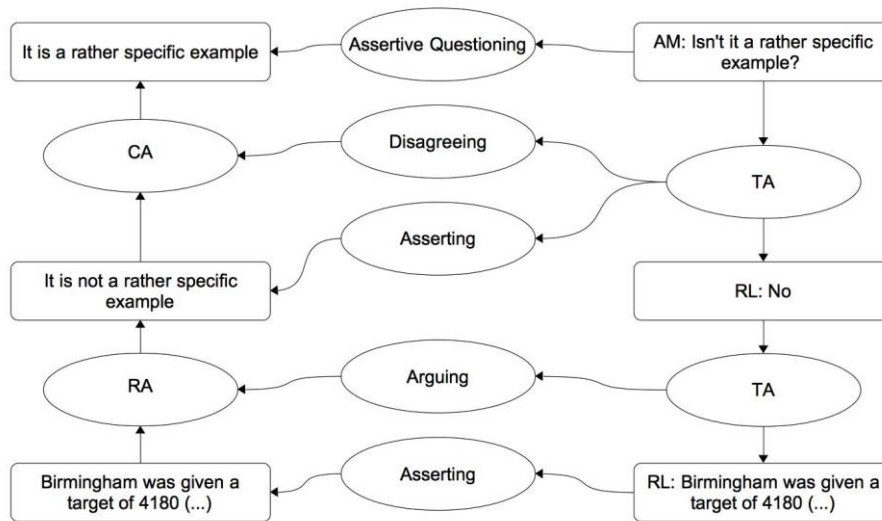 It is a rather specific example
Assertive Questioning
AM: Isn't it a rather specific
example?
CA
Disagreeing
TA
Asserting
It is not a rather specific
example
RL: No
RA
Arguing
TA
Birmingham was given a
target of 4180 (...)
Asserting
RL: Birmingham was given a
target of 4180 (...)